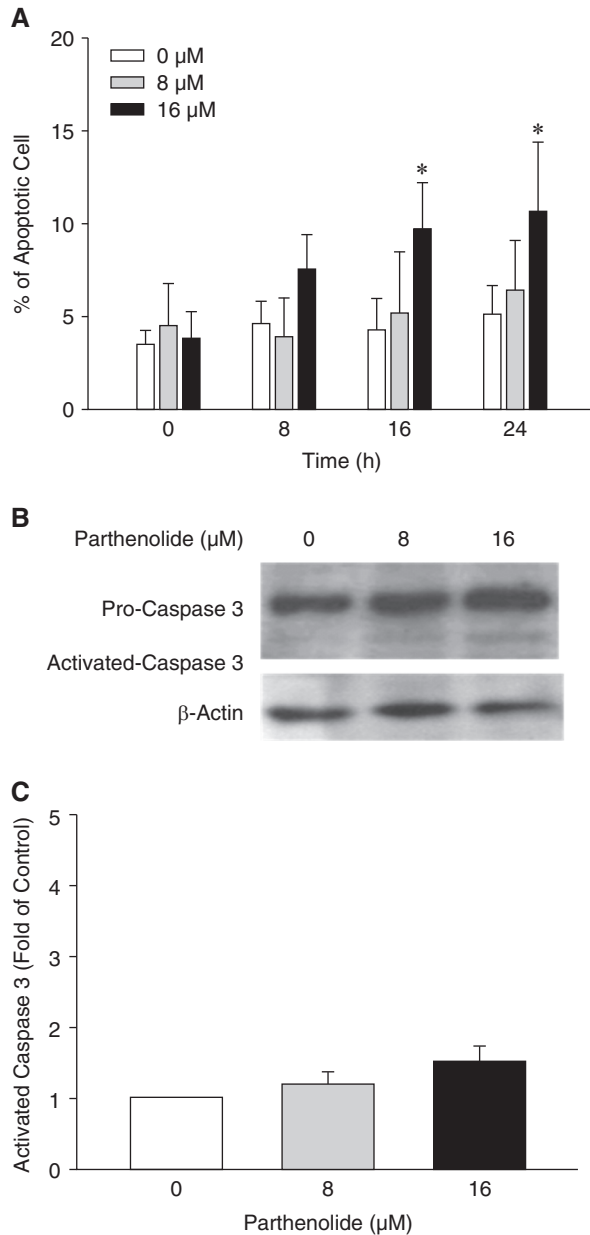 A
20
15
10
5
0
% of Apoptotic Cell
0 µM
8 µM
16 µM
*
*
0 8 16 24
Time (h)
B
Parthenolide (µM) 0 8 16
Pro-Caspase 3
Activated-Caspase 3
β-Actin
C
5
4
3
2
1
0
Activated Caspase 3 (Fold of Control)
0 8 16
Parthenolide (µM)